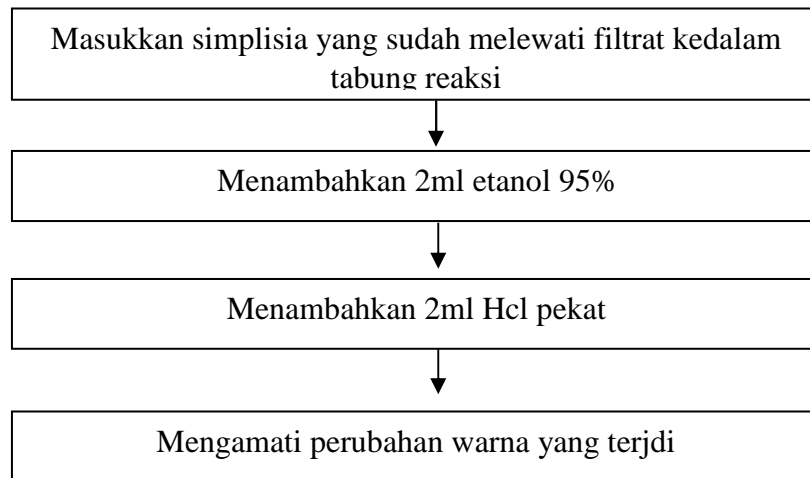 Masukkan simplisia yang sudah melewati filtrat kedalam
tabung reaksi
Menambahkan 2ml etanol 95%
Menambahkan 2ml Hcl pekat
Mengamati perubahan warna yang terjdi